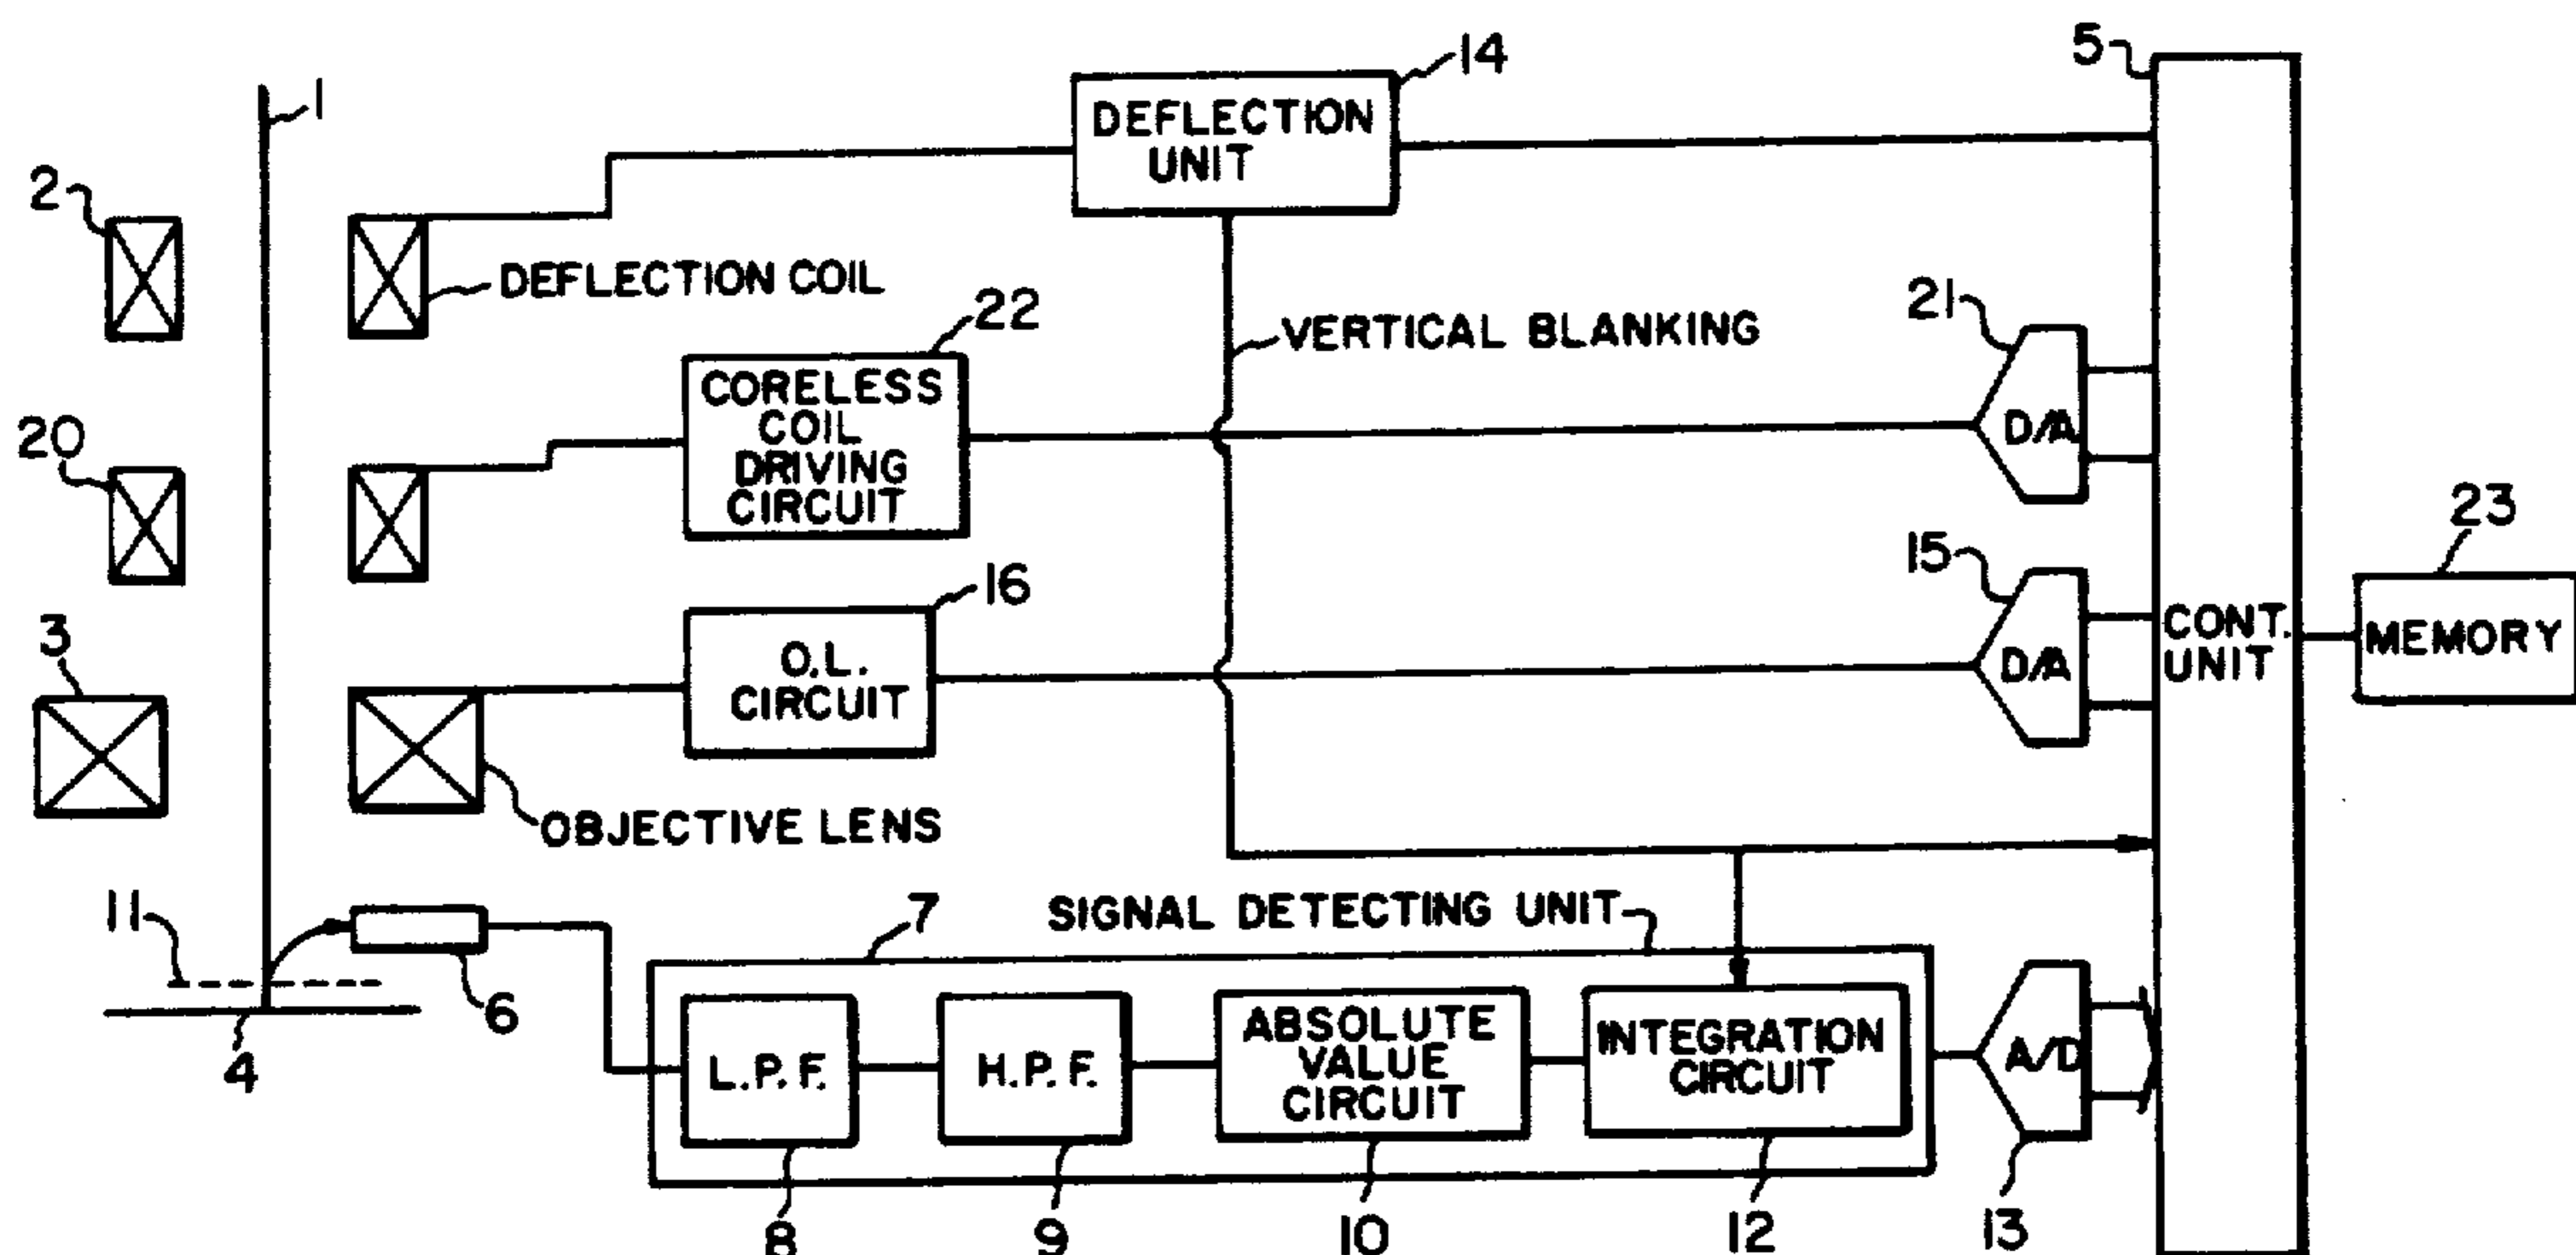 1
2
20
3
11
4
6
DEFLECTION COIL
14
DEFLECTION
UNIT
VERTICAL BLANKING
22
CORELESS
COIL
DRIVING
CIRCUIT
16
O.L.
CIRCUIT
OBJECTIVE LENS
21
D/A
15
D/A
5
CONT.
UNIT
23
MEMORY
7
SIGNAL DETECTING UNIT
L.P.F.
H.P.F.
ABSOLUTE
VALUE
CIRCUIT
INTEGRATION
CIRCUIT
A/D
8
9
10
12
13